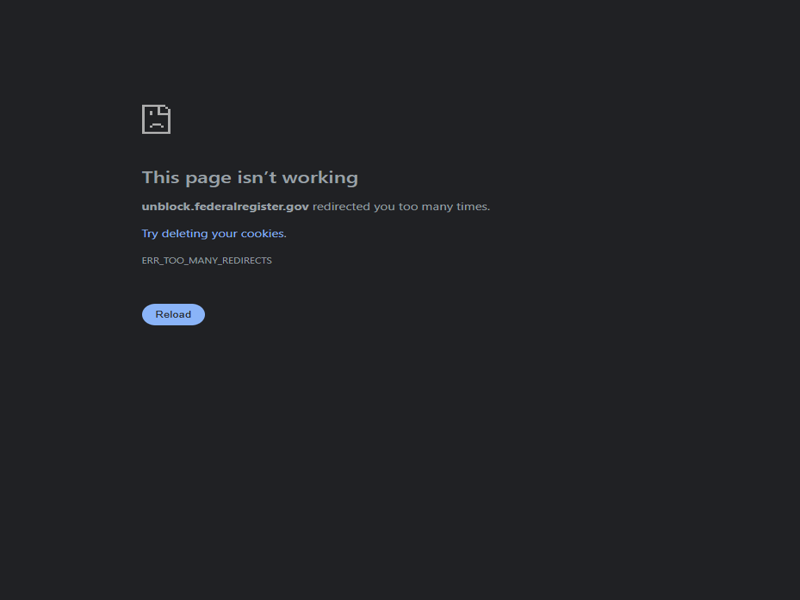 This page isn’t working
unblock.federalregister.gov redirected you too many times.
Try deleting your cookies.
ERR_TOO_MANY_REDIRECTS
Reload